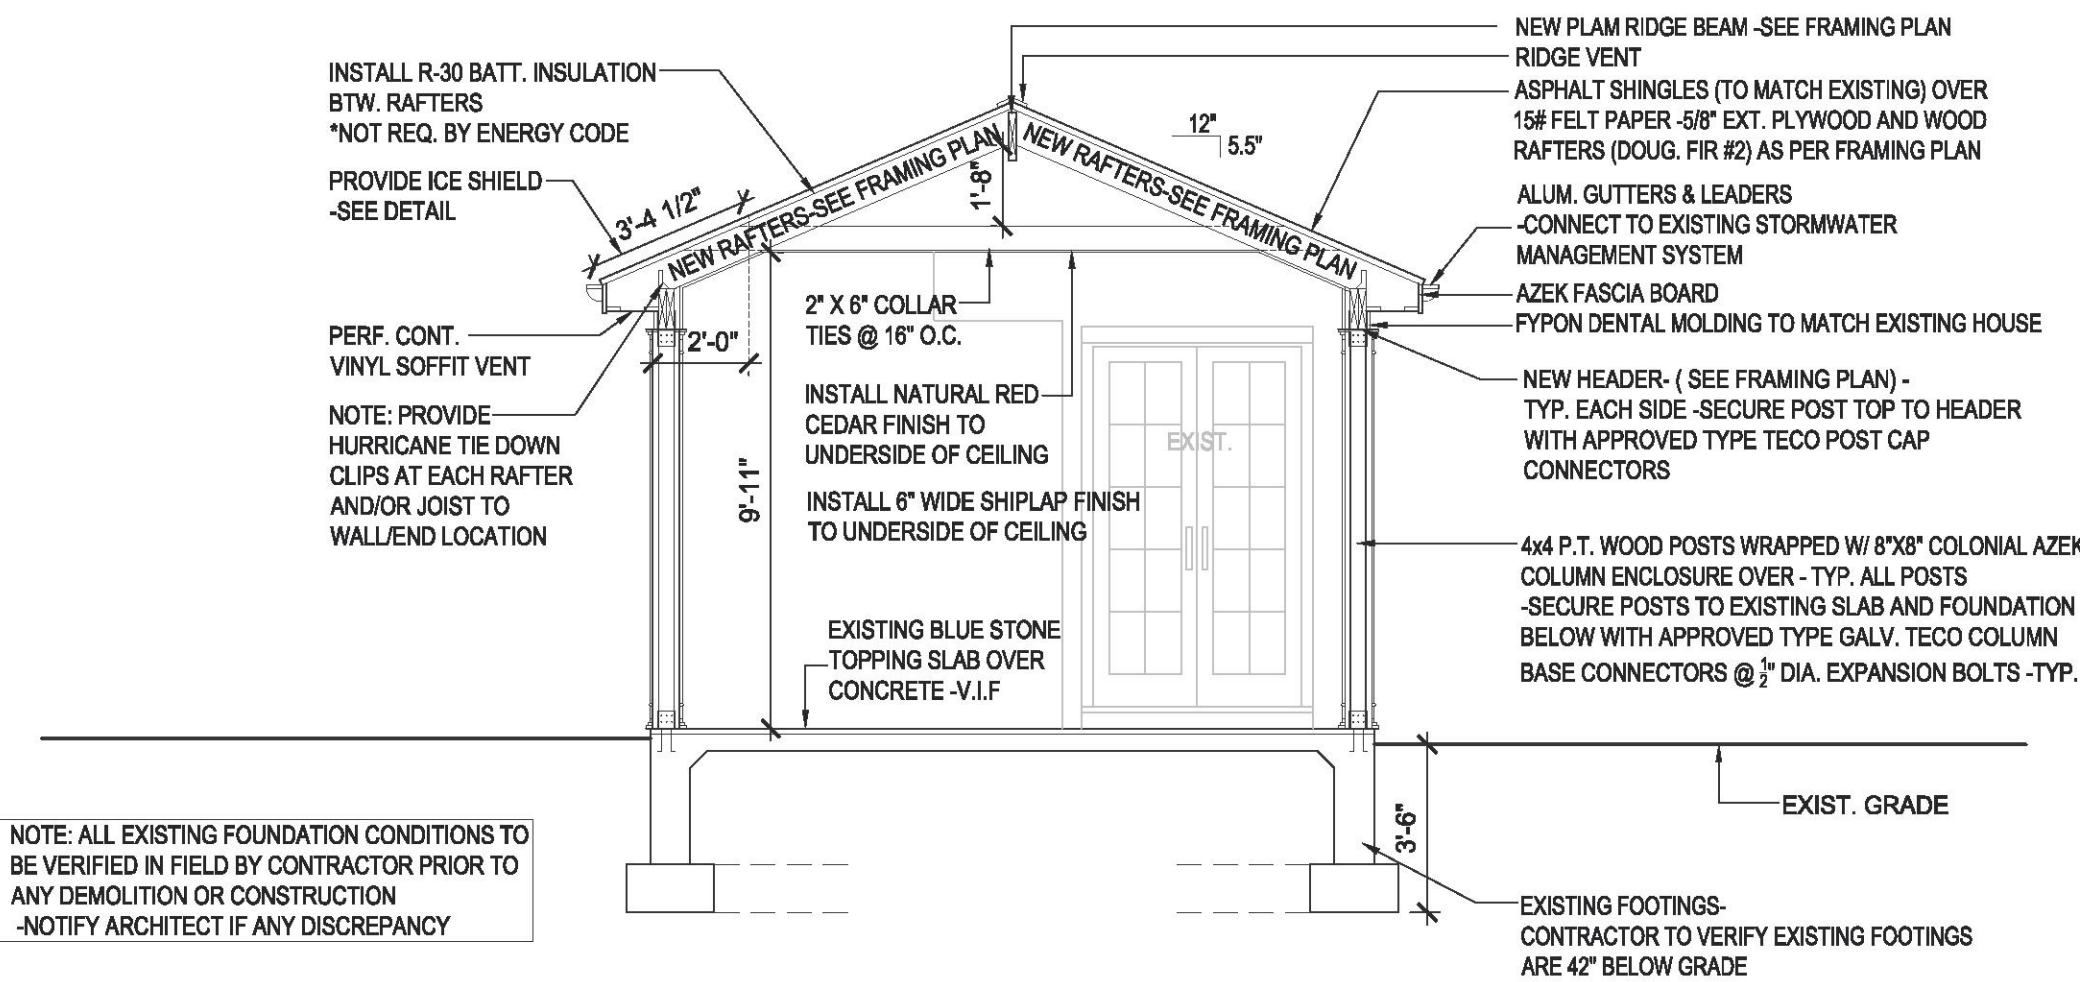 INSTALL R-30 BATT. INSULATION
BTW. RAFTERS
*NOT REQ. BY ENERGY CODE
PROVIDE ICE SHIELD
-SEE DETAIL
3'-4 1/2"
PERF. CONT.
VINYL SOFFIT VENT
NOTE: PROVIDE
HURRICANE TIE DOWN
CLIPS AT EACH RAFTER
AND/OR JOIST TO
WALL/END LOCATION
NEW RAFTERS-SEE FRAMING PLAN
NEW RAFTERS-SEE FRAMING PLAN
1'-8"
12"
5.5"
2'-0"
9'-11"
2" X 6" COLLAR
TIES @ 16" O.C.
INSTALL NATURAL RED
CEDAR FINISH TO
UNDERSIDE OF CEILING
INSTALL 6" WIDE SHIPLAP FINISH
TO UNDERSIDE OF CEILING
EXIST.
EXISTING BLUE STONE
TOPPING SLAB OVER
CONCRETE -V.I.F
NEW PLAM RIDGE BEAM -SEE FRAMING PLAN
RIDGE VENT
ASPHALT SHINGLES (TO MATCH EXISTING) OVER
15# FELT PAPER -5/8" EXT. PLYWOOD AND WOOD
RAFTERS (DOUG. FIR #2) AS PER FRAMING PLAN
ALUM. GUTTERS & LEADERS
-CONNECT TO EXISTING STORMWATER
MANAGEMENT SYSTEM
AZEK FASCIA BOARD
FYPON DENTAL MOLDING TO MATCH EXISTING HOUSE
NEW HEADER- ( SEE FRAMING PLAN) -
TYP. EACH SIDE -SECURE POST TOP TO HEADER
WITH APPROVED TYPE TECO POST CAP
CONNECTORS
4x4 P.T. WOOD POSTS WRAPPED W/ 8"X8" COLONIAL AZEK
COLUMN ENCLOSURE OVER - TYP. ALL POSTS
-SECURE POSTS TO EXISTING SLAB AND FOUNDATION
BELOW WITH APPROVED TYPE GALV. TECO COLUMN
BASE CONNECTORS @ ½" DIA. EXPANSION BOLTS -TYP.
EXIST. GRADE
3'-6"
EXISTING FOOTINGS-
CONTRACTOR TO VERIFY EXISTING FOOTINGS
ARE 42" BELOW GRADE
NOTE: ALL EXISTING FOUNDATION CONDITIONS TO
BE VERIFIED IN FIELD BY CONTRACTOR PRIOR TO
ANY DEMOLITION OR CONSTRUCTION
-NOTIFY ARCHITECT IF ANY DISCREPANCY